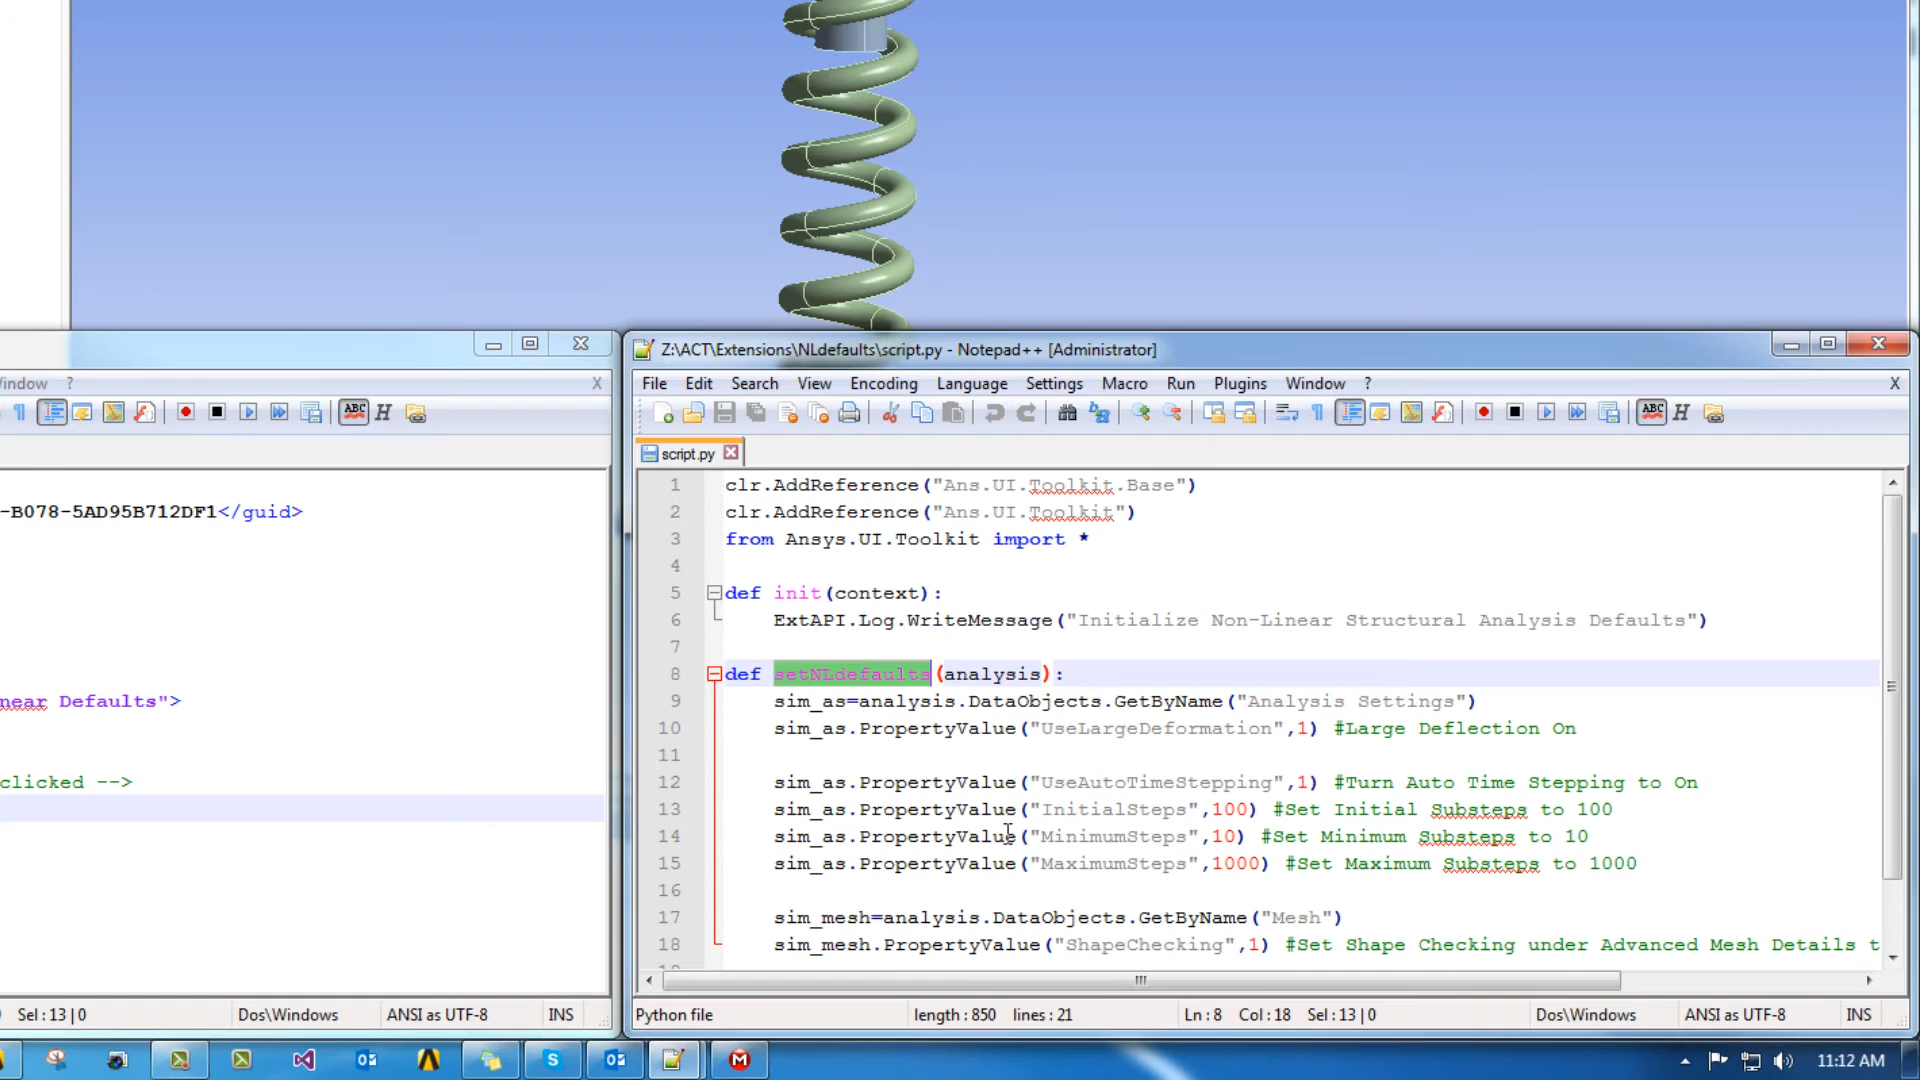 Z:\ACT\Extensions\NLdefaults\script.py - Notepad++ [Administrator]
indow ?
X
File Edit Search View Encoding Language Settings Macro Run Plugins Window ?
X
script.py
-B078-5AD95B712DF1</guid>
near Defaults">
clicked -->
1 clr.AddReference("Ans.UI.Toolkit.Base")
2 clr.AddReference("Ans.UI.Toolkit")
3 from Ansys.UI.Toolkit import *
4
5 def init(context):
6 ExtAPI.Log.WriteMessage("Initialize Non-Linear Structural Analysis Defaults")
7
8 def setNLdefaults(analysis):
9 sim_as=analysis.DataObjects.GetByName("Analysis Settings")
10 sim_as.PropertyValue("UseLargeDeformation",1) #Large Deflection On
11
12 sim_as.PropertyValue("UseAutoTimeStepping",1) #Turn Auto Time Stepping to On
13 sim_as.PropertyValue("InitialSteps",100) #Set Initial Substeps to 100
14 sim_as.PropertyValue("MinimumSteps",10) #Set Minimum Substeps to 10
15 sim_as.PropertyValue("MaximumSteps",1000) #Set Maximum Substeps to 1000
16
17 sim_mesh=analysis.DataObjects.GetByName("Mesh")
18 sim_mesh.PropertyValue("ShapeChecking",1) #Set Shape Checking under Advanced Mesh Details t
Sel : 13 | 0 Dos\Windows ANSI as UTF-8 INS
Python file length : 850 lines : 21 Ln : 8 Col : 18 Sel : 13 | 0 Dos\Windows ANSI as UTF-8 INS
11:12 AM